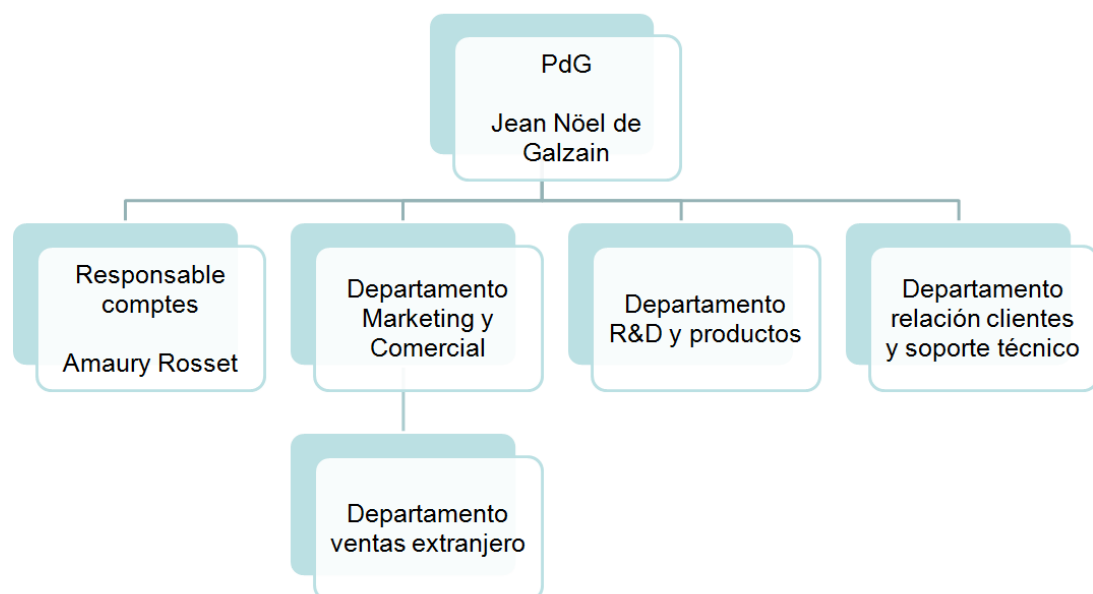 PdG
Jean Nöel de
Galzain
Responsable
comptes
Amaury Rosset
Departamento
Marketing y
Comercial
Departamento
R&D y productos
Departamento
relación clientes
y soporte técnico
Departamento
ventas extranjero